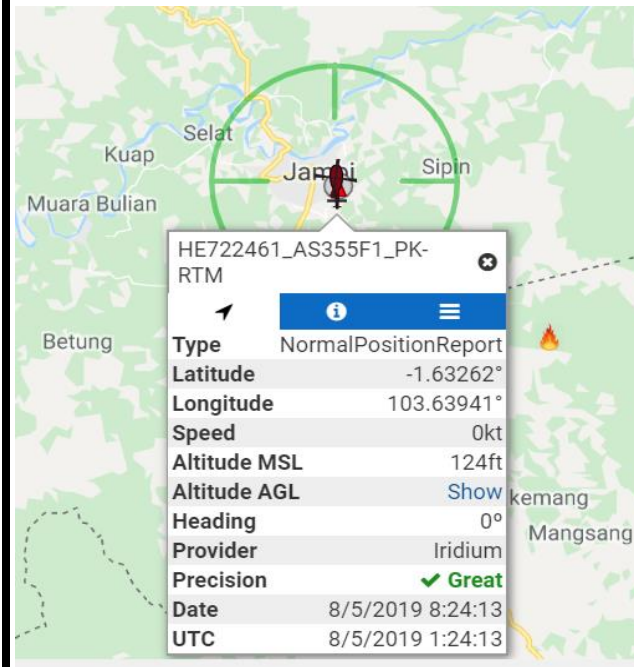 Selat
Kuap
Jambi
Sipin
Muara Bulian
HE722461_AS355F1_PK-
RTM
Betung
Type NormalPositionReport
Latitude -1.63262°
Longitude 103.63941°
Speed 0kt
Altitude MSL 124ft
Altitude AGL Show
kemang
Heading 0º
Mangsang
Provider Iridium
Precision ✔ Great
Date 8/5/2019 8:24:13
UTC 8/5/2019 1:24:13